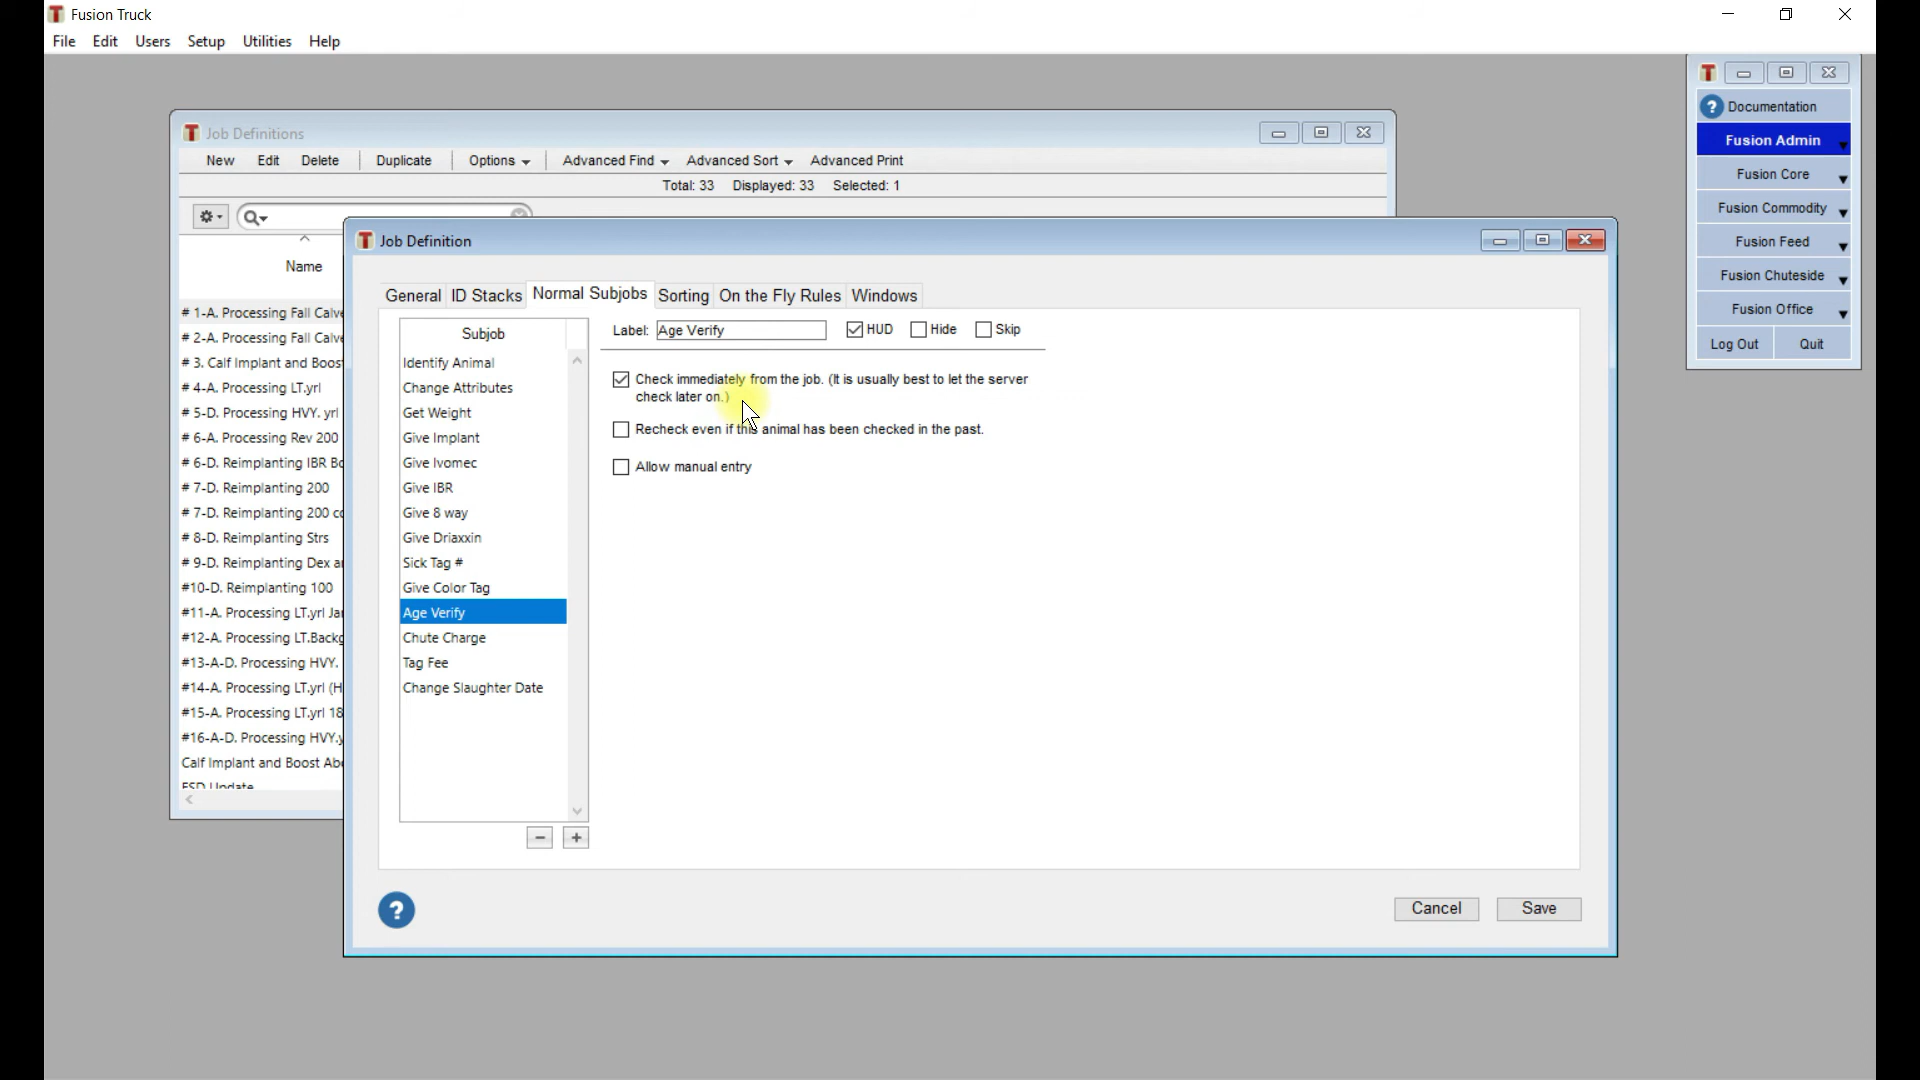 Fusion Truck
File Edit Users Setup Utilities Help
Documentation
Fusion Admin
Fusion Core
Fusion Commodity
Fusion Feed
Fusion Chuteside
Fusion Office
Log Out Quit
Job Definitions
New Edit Delete Duplicate Options Advanced Find Advanced Sort Advanced Print
Total: 33 Displayed: 33 Selected: 1
Name
# 1-A. Processing Fall Calve
# 2-A. Processing Fall Calve
# 3. Calf Implant and Boost
# 4-A. Processing LT.yrl
# 5-D. Processing HVY. yrl
# 6-A. Processing Rev 200
# 6-D. Reimplanting IBR Bo
# 7-D. Reimplanting 200
# 7-D. Reimplanting 200 co
# 8-D. Reimplanting Strs
# 9-D. Reimplanting Dex a
#10-D. Reimplanting 100
#11-A. Processing LT.yrl Jar
#12-A. Processing LT.Backg
#13-A-D. Processing HVY.
#14-A. Processing LT.yrl (H
#15-A. Processing LT.yrl 18
#16-A-D. Processing HVY.y
Calf Implant and Boost Abe
FSD Update
Job Definition
General ID Stacks Normal Subjobs Sorting On the Fly Rules Windows
Subjob
Identify Animal
Change Attributes
Get Weight
Give Implant
Give Ivomec
Give IBR
Give 8 way
Give Driaxxin
Sick Tag #
Give Color Tag
Age Verify
Chute Charge
Tag Fee
Change Slaughter Date
Label: Age Verify HUD Hide Skip
Check immediately from the job. (It is usually best to let the server
check later on.)
Recheck even if this animal has been checked in the past.
Allow manual entry
Cancel Save